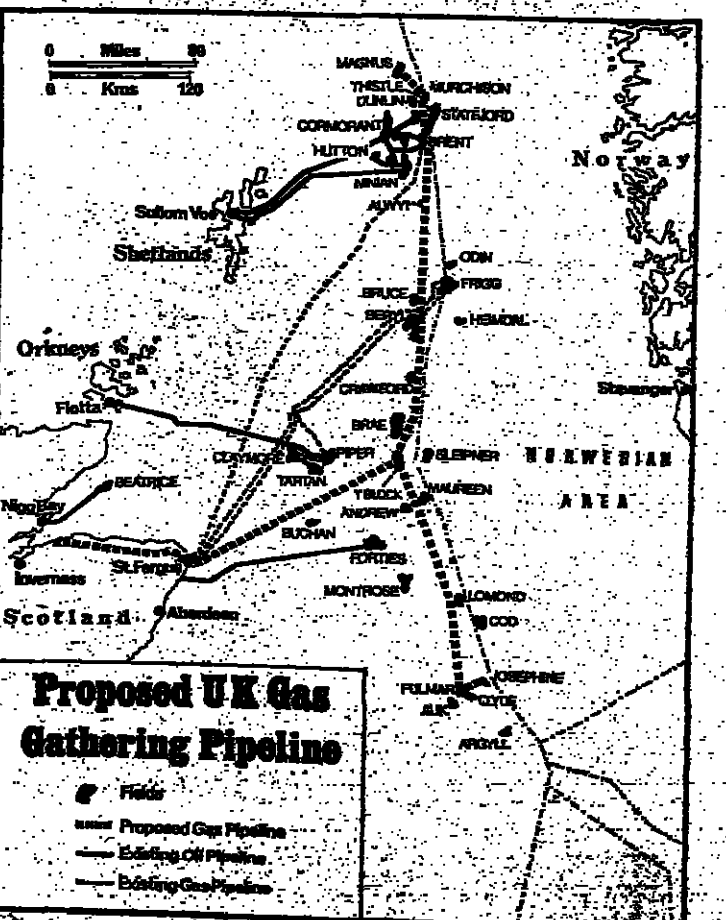 0 Miles 80
0 Kms 120
MAGNUS
THISTLE
MURCHISON
DUNLIN
STATFJORD
CORMORANT
BRENT
HUTTON
Norway
NINIAN
ALWYN
Sullom Voe
Shetlands
ODIN
FRIGG
BRUCE
BERYL
HEIMDAL
Orkneys
CRAWFORD
Stavanger
Flotta
BRAE
CLAYMORE
PIPER
SLEIPNER
NORWEGIAN
TARTAN
BEATRICE
T BLOCK
MAUREEN
AREA
Nigg Bay
ANDREW
BUCHAN
FORTIES
St.Fergus
Inverness
MONTROSE
LOMOND
Scotland
Aberdeen
COD
JOSEPHINE
FULMAR
CLYDE
AUK
ARGYLL
Proposed UK Gas
Gathering Pipeline
Fields
Proposed Gas Pipeline
Existing Oil Pipeline
Existing Gas Pipeline